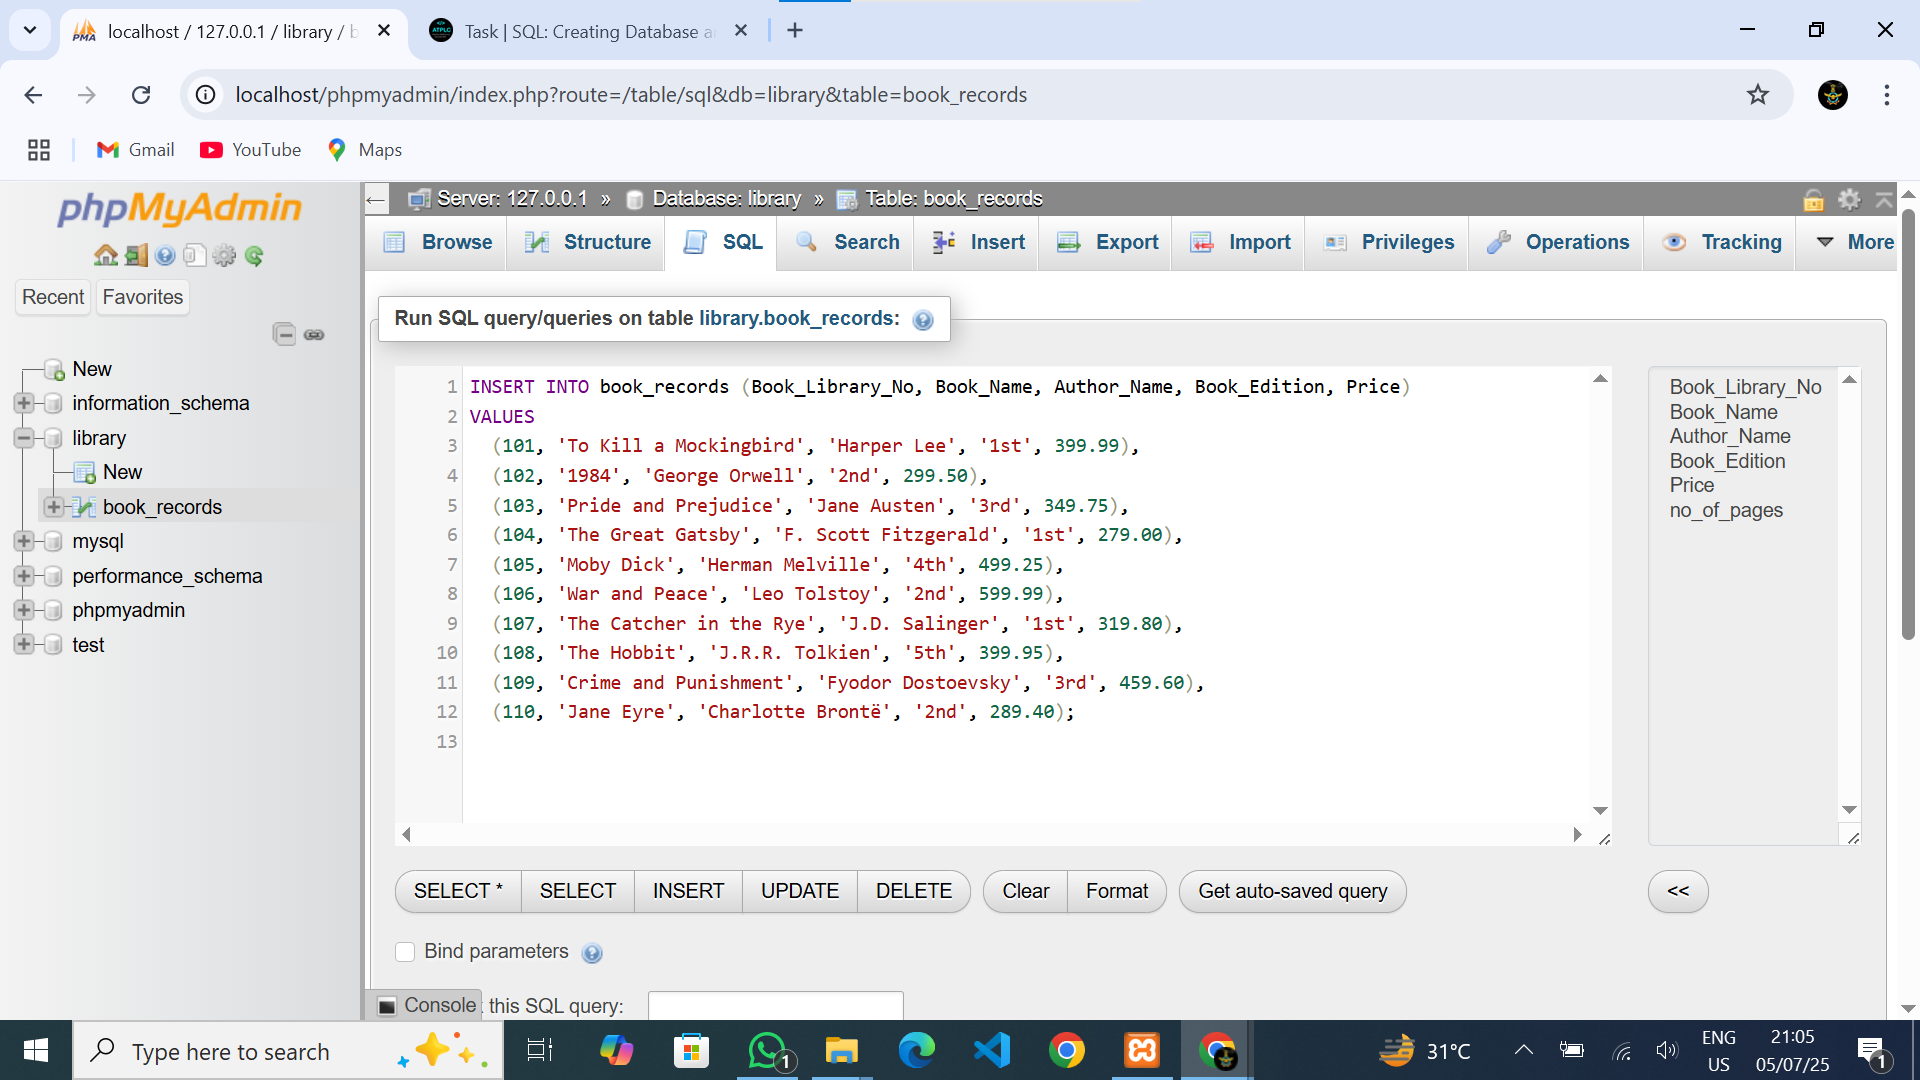 localhost / 127.0.0.1 / library / b
Task | SQL: Creating Database a
localhost/phpmyadmin/index.php?route=/table/sql&db=library&table=book_records
Gmail
YouTube
Maps
phpMyAdmin
Recent
Favorites
New
information_schema
library
New
book_records
mysql
performance_schema
phpmyadmin
test
Server: 127.0.0.1 » Database: library » Table: book_records
Browse
Structure
SQL
Search
Insert
Export
Import
Privileges
Operations
Tracking
More
Run SQL query/queries on table library.book_records:
1 INSERT INTO book_records (Book_Library_No, Book_Name, Author_Name, Book_Edition, Price)
2 VALUES
3 (101, 'To Kill a Mockingbird', 'Harper Lee', '1st', 399.99),
4 (102, '1984', 'George Orwell', '2nd', 299.50),
5 (103, 'Pride and Prejudice', 'Jane Austen', '3rd', 349.75),
6 (104, 'The Great Gatsby', 'F. Scott Fitzgerald', '1st', 279.00),
7 (105, 'Moby Dick', 'Herman Melville', '4th', 499.25),
8 (106, 'War and Peace', 'Leo Tolstoy', '2nd', 599.99),
9 (107, 'The Catcher in the Rye', 'J.D. Salinger', '1st', 319.80),
10 (108, 'The Hobbit', 'J.R.R. Tolkien', '5th', 399.95),
11 (109, 'Crime and Punishment', 'Fyodor Dostoevsky', '3rd', 459.60),
12 (110, 'Jane Eyre', 'Charlotte Brontë', '2nd', 289.40);
13
Book_Library_No
Book_Name
Author_Name
Book_Edition
Price
no_of_pages
SELECT *
SELECT
INSERT
UPDATE
DELETE
Clear
Format
Get auto-saved query
<<
Bind parameters
Console
this SQL query:
Type here to search
1
31°C
ENG
US
21:05
05/07/25
1